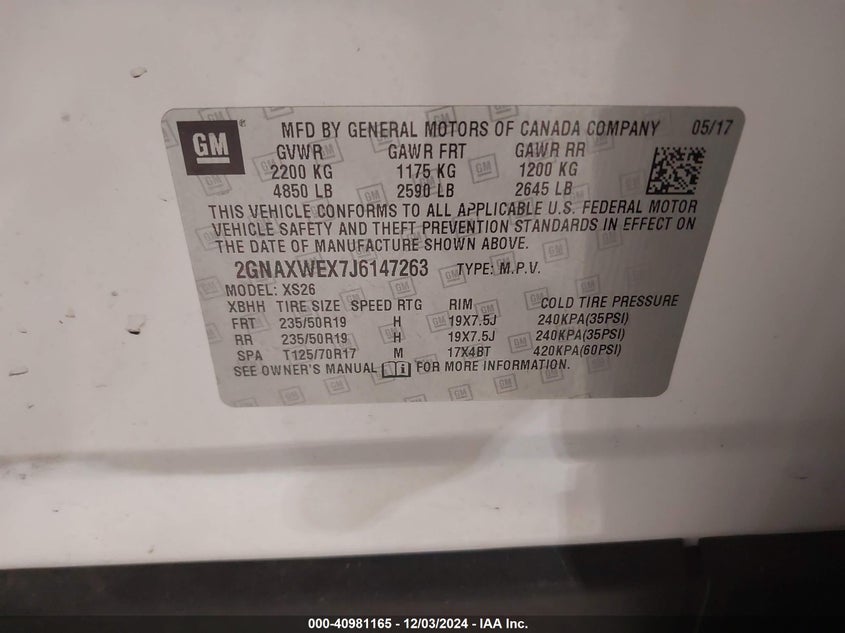 GM
MFD BY GENERAL MOTORS OF CANADA COMPANY 05/17
GVWR GAWR FRT GAWR RR
2200 KG 1175 KG 1200 KG
4850 LB 2590 LB 2645 LB
THIS VEHICLE CONFORMS TO ALL APPLICABLE U.S. FEDERAL MOTOR
VEHICLE SAFETY AND THEFT PREVENTION STANDARDS IN EFFECT ON
THE DATE OF MANUFACTURE SHOWN ABOVE.
2GNAXWEX7J6147263 TYPE: M.P.V.
MODEL: XS26
XBHH TIRE SIZE SPEED RTG RIM COLD TIRE PRESSURE
FRT 235/50R19 H 19X7.5J 240KPA(35PSI)
RR 235/50R19 H 19X7.5J 240KPA(35PSI)
SPA T125/70R17 M 17X4BT 420KPA(60PSI)
SEE OWNER'S MANUAL FOR MORE INFORMATION.
000-40981165 - 12/03/2024 - IAA Inc.